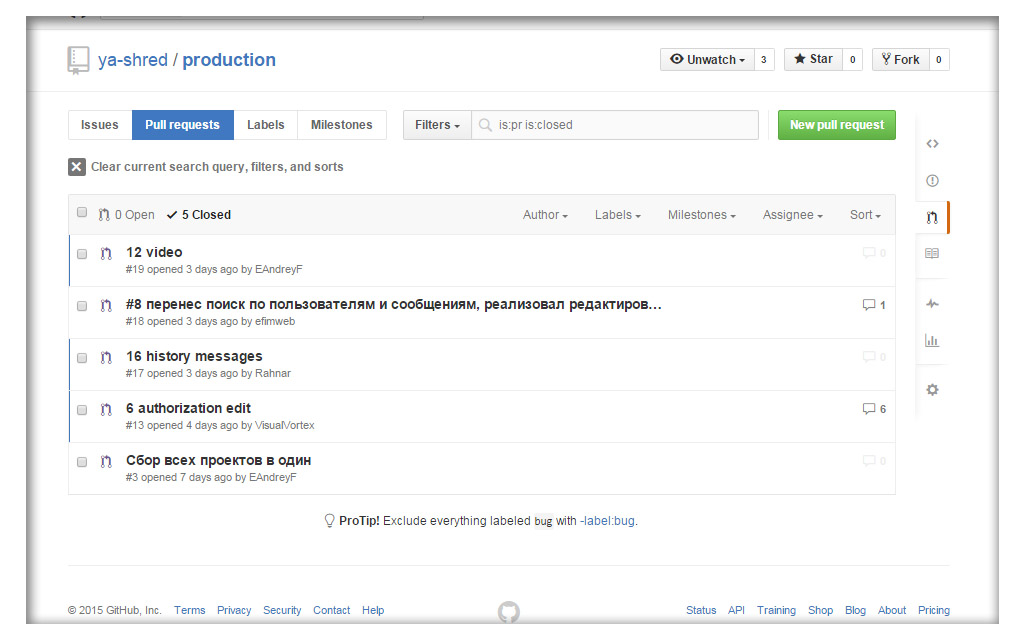 ya-shred / production
Unwatch 3 Star 0 Fork 0
Issues Pull requests Labels Milestones Filters is:pr is:closed New pull request
Clear current search query, filters, and sorts
0 Open 5 Closed Author Labels Milestones Assignee Sort
12 video 0
#19 opened 3 days ago by EAndreyF
#8 перенес поиск по пользователям и сообщениям, реализовал редактиров… 1
#18 opened 3 days ago by efimweb
16 history messages 0
#17 opened 3 days ago by Rahnar
6 authorization edit 6
#13 opened 4 days ago by VisualVortex
Сбор всех проектов в один 0
#3 opened 7 days ago by EAndreyF
ProTip! Exclude everything labeled bug with -label:bug.
© 2015 GitHub, Inc. Terms Privacy Security Contact Help Status API Training Shop Blog About Pricing